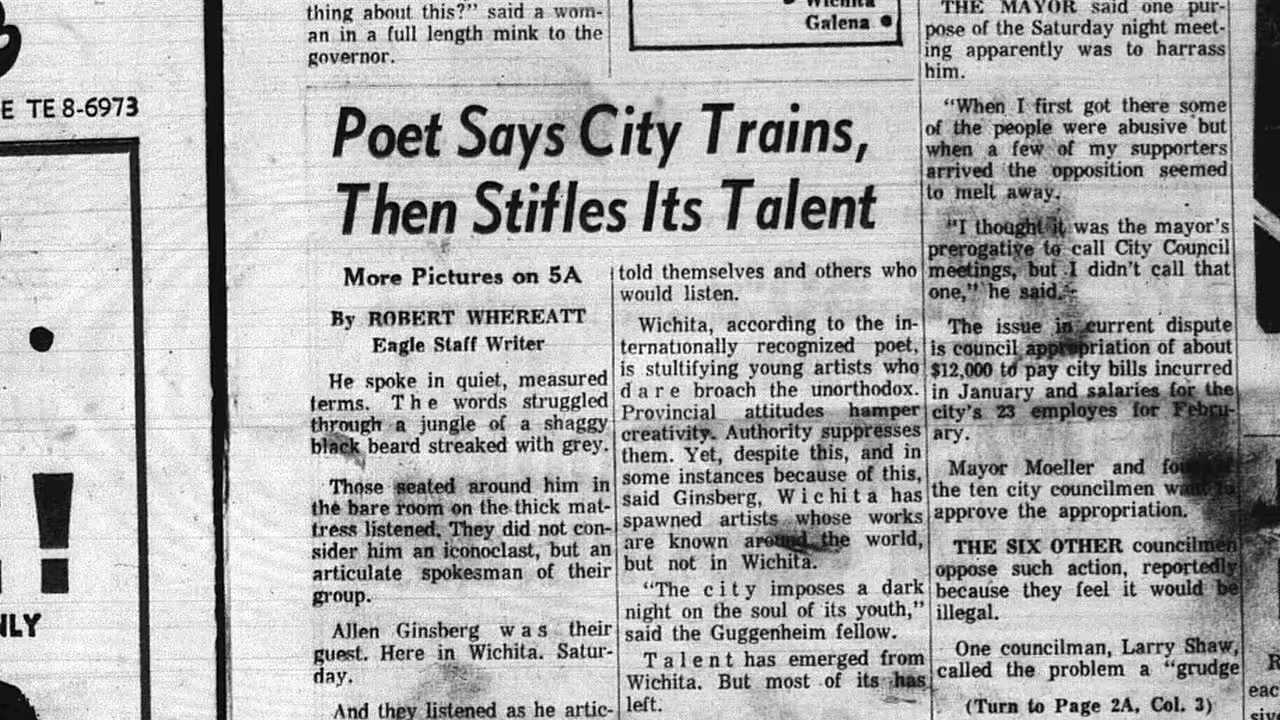 E TE 8-6973
NLY
thing about this?" said a wom-
an in a full length mink to the
governor.
Wichita
Galena
Poet Says City Trains,
Then Stifles Its Talent
More Pictures on 5A
By ROBERT WHEREATT
Eagle Staff Writer
He spoke in quiet, measured
terms. The words struggled
through a jungle of a shaggy
black beard streaked with grey.
Those seated around him in
the bare room on the thick mat-
tress listened. They did not con-
sider him an iconoclast, but an
articulate spokesman of their
group.
Allen Ginsberg was their
guest. Here in Wichita. Satur-
day.
And they listened as he artic-
told themselves and others who
would listen.
Wichita, according to the in-
ternationally recognized poet,
is stultifying young artists who
dare broach the unorthodox.
Provincial attitudes hamper
creativity. Authority suppresses
them. Yet, despite this, and in
some instances because of this,
said Ginsberg, Wichita has
spawned artists whose works
are known around the world,
but not in Wichita.
"The city imposes a dark
night on the soul of its youth,"
said the Guggenheim fellow.
Talent has emerged from
Wichita. But most of its has
left.
THE MAYOR said one pur-
pose of the Saturday night meet-
ing apparently was to harrass
him.
"When I first got there some
of the people were abusive but
when a few of my supporters
arrived the opposition seemed
to melt away.
"I thought it was the mayor's
prerogative to call City Council
meetings, but I didn't call that
one," he said.
The issue in current dispute
is council appropriation of about
$12,000 to pay city bills incurred
in January and salaries for the
city's 23 employes for Febru-
ary.
Mayor Moeller and
the ten city councilmen
approve the appropriation.
THE SIX OTHER councilmen
oppose such action, reportedly
because they feel it would be
illegal.
One councilman, Larry Shaw,
called the problem a "grudge
(Turn to Page 2A, Col. 3)
eac